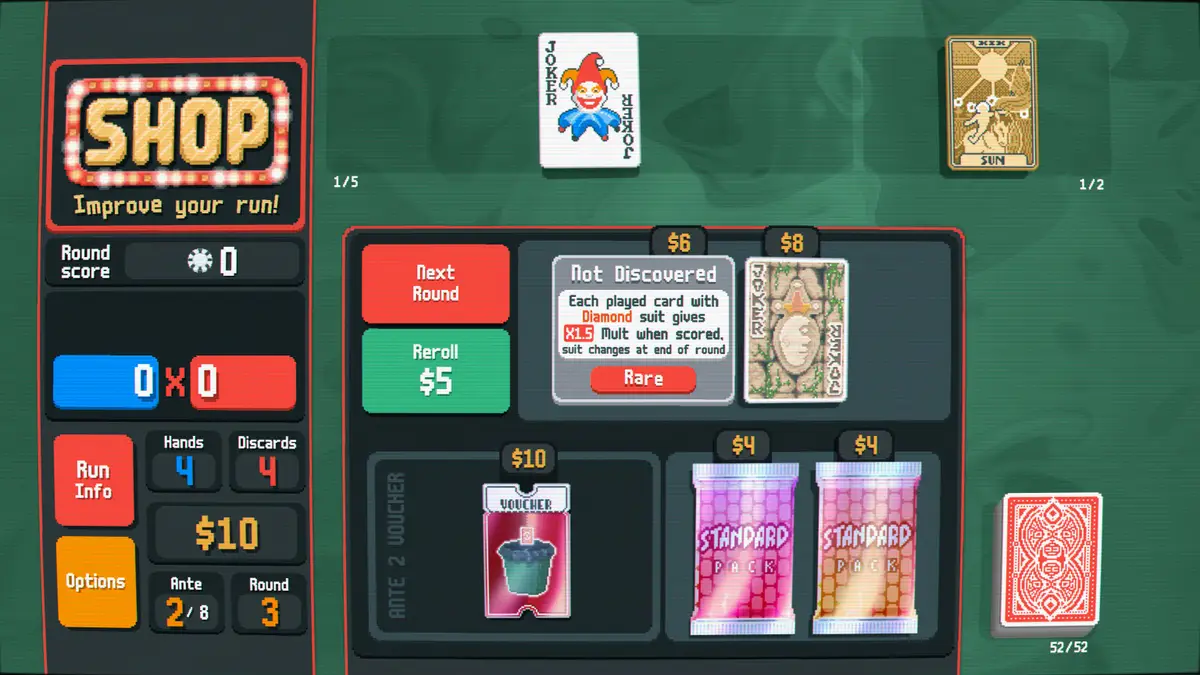 SHOP
Improve your run!
Round
score
0
0 X 0
Run
Info
Hands
4
Discards
4
$10
Options
Ante
2/ 8
Round
3
JOKER
JOKER
1/5
XIX
SUN
1/2
Next
Round
Reroll
$5
$6
Not Discovered
Each played card with
Diamond suit gives
X1.5 Mult when scored,
suit changes at end of round
Rare
$8
JOKER
JOKER
ANTE 2 VOUCHER
$10
VOUCHER
$4
STANDARD
PACK
$4
STANDARD
PACK
52/52